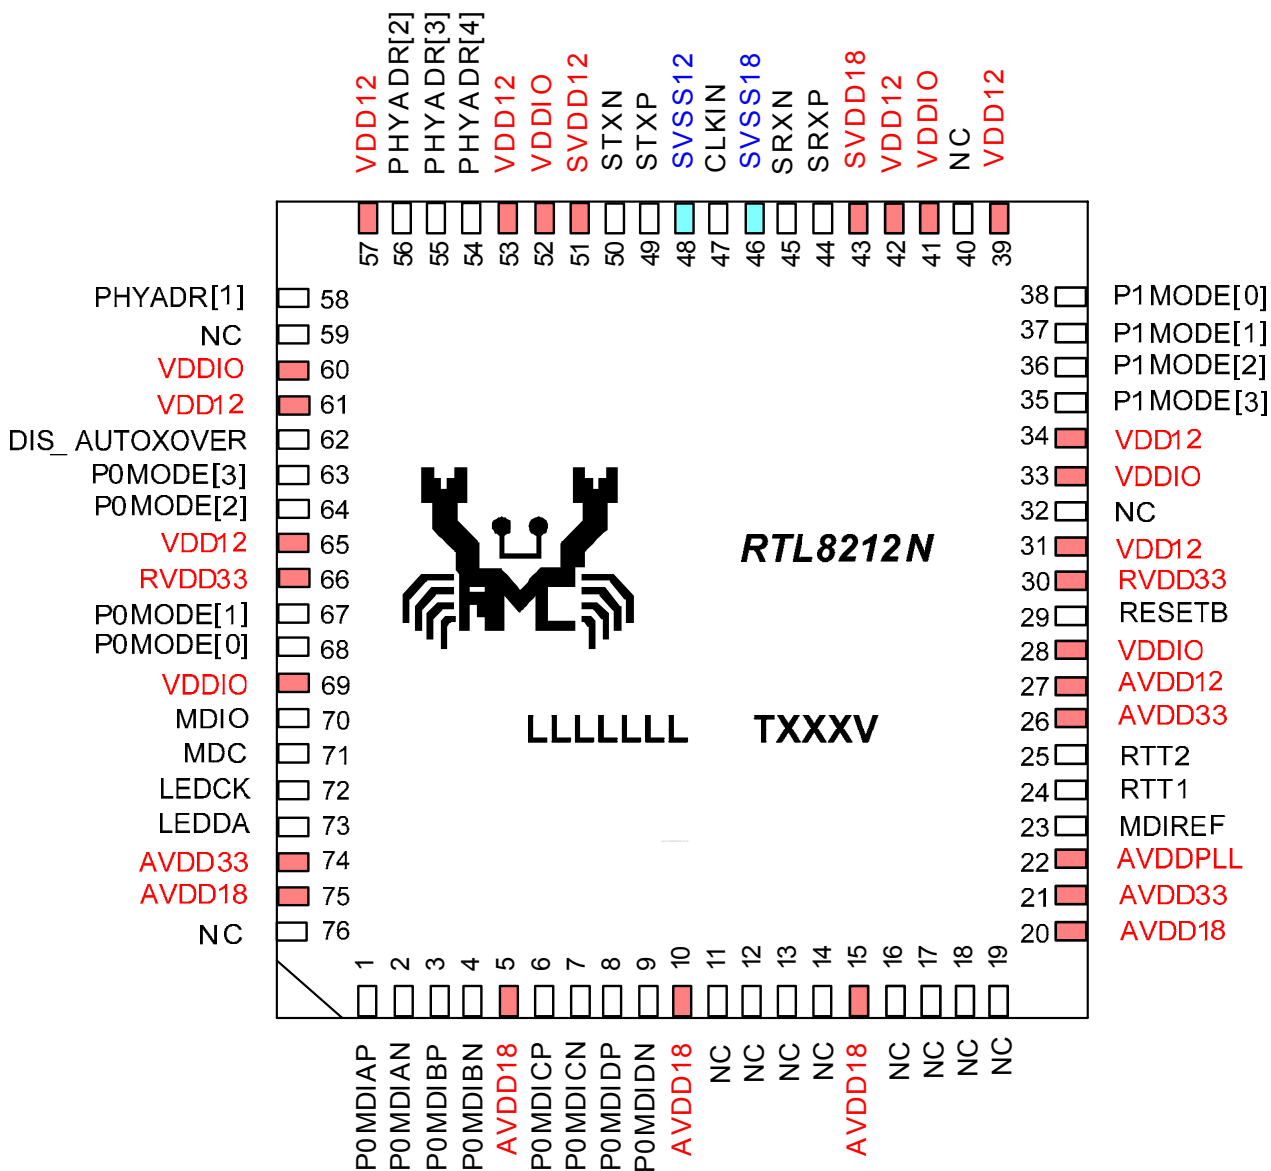 VDD12
PHYADR[2]
PHYADR[3]
PHYADR[4]
VDD12
VDDIO
SVDD12
STXN
STXP
SVSS12
CLKIN
SVSS18
SRXN
SRXP
SVDD18
VDD12
VDDIO
NC
VDD12
57
56
55
54
53
52
51
50
49
48
47
46
45
44
43
42
41
40
39
PHYADR[1] 58
NC 59
VDDIO 60
VDD12 61
DIS_ AUTOXOVER 62
P0MODE[3] 63
P0MODE[2] 64
VDD12 65
RVDD33 66
P0MODE[1] 67
P0MODE[0] 68
VDDIO 69
MDIO 70
MDC 71
LEDCK 72
LEDDA 73
AVDD33 74
AVDD18 75
NC 76
RTL8212N
LLLLLLL TXXXV
38 P1MODE[0]
37 P1MODE[1]
36 P1MODE[2]
35 P1MODE[3]
34 VDD12
33 VDDIO
32 NC
31 VDD12
30 RVDD33
29 RESETB
28 VDDIO
27 AVDD12
26 AVDD33
25 RTT2
24 RTT1
23 MDIREF
22 AVDDPLL
21 AVDD33
20 AVDD18
1
2
3
4
5
6
7
8
9
10
11
12
13
14
15
16
17
18
19
P0MDIAP
P0MDIAN
P0MDIBP
P0MDIBN
AVDD18
P0MDICP
P0MDICN
P0MDIDP
P0MDIDN
AVDD18
NC
NC
NC
NC
AVDD18
NC
NC
NC
NC